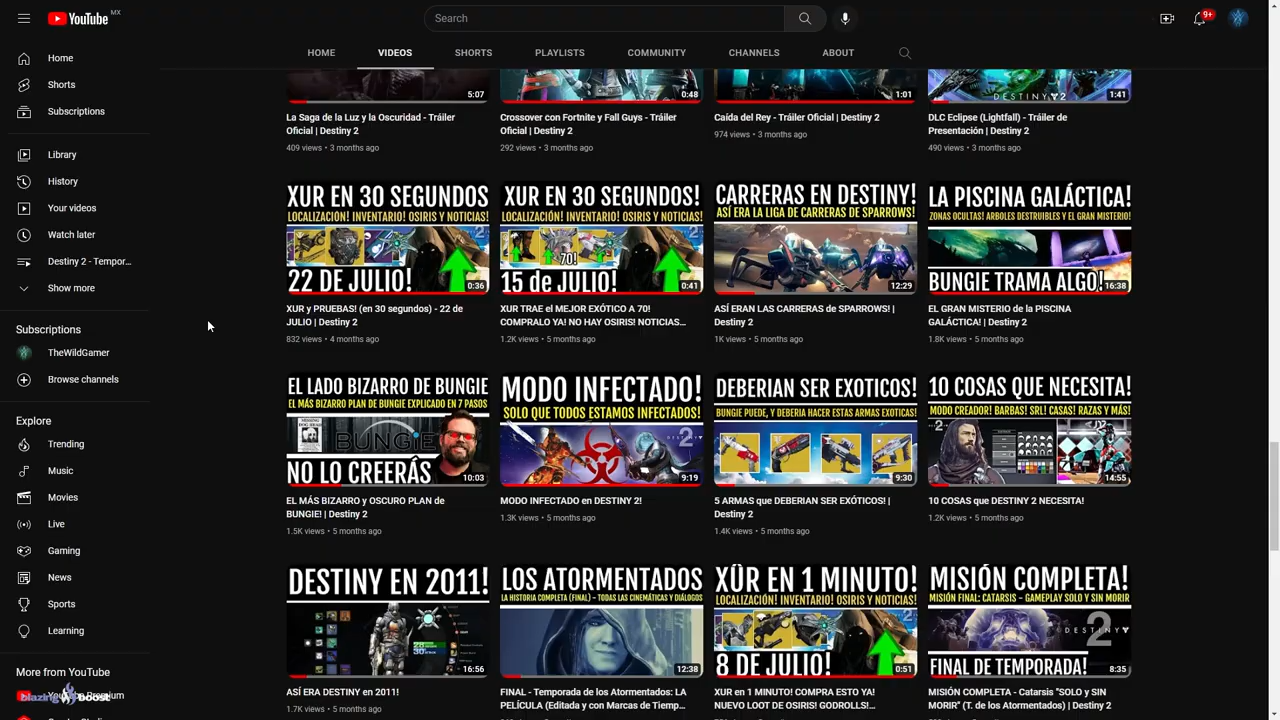 YouTube MX
Search
9+
HOME
VIDEOS
SHORTS
PLAYLISTS
COMMUNITY
CHANNELS
ABOUT
Home
Shorts
Subscriptions
Library
History
Your videos
Watch later
Destiny 2 - Tempor...
Show more
Subscriptions
TheWildGamer
Browse channels
Explore
Trending
Music
Movies
Live
Gaming
News
Sports
Learning
More from YouTube
blazing Boost
5:07
La Saga de la Luz y la Oscuridad - Tráiler
Oficial | Destiny 2
409 views • 3 months ago
0:48
Crossover con Fortnite y Fall Guys - Tráiler
Oficial | Destiny 2
292 views • 3 months ago
1:01
Caída del Rey - Tráiler Oficial | Destiny 2
974 views • 3 months ago
DESTINY 2
1:41
DLC Eclipse (Lightfall) - Tráiler de
Presentación | Destiny 2
490 views • 3 months ago
XUR EN 30 SEGUNDOS
LOCALIZACIÓN! INVENTARIO! OSIRIS Y NOTICIAS!
2
22 DE JULIO!
0:36
XUR y PRUEBAS! (en 30 segundos) - 22 de
JULIO | Destiny 2
832 views • 4 months ago
XUR EN 30 SEGUNDOS!
LOCALIZACIÓN! INVENTARIO! OSIRIS Y NOTICIAS!
2
70!
15 de JULIO!
0:41
XUR TRAE el MEJOR EXÓTICO A 70!
COMPRALO YA! NO HAY OSIRIS! NOTICIAS...
1.2K views • 5 months ago
CARRERAS EN DESTINY!
ASÍ ERA LA LIGA DE CARRERAS DE SPARROWS!
12:29
ASÍ ERAN LAS CARRERAS de SPARROWS! |
Destiny 2
1K views • 5 months ago
LA PISCINA GALÁCTICA!
ZONAS OCULTAS! ARBOLES DESTRUIBLES Y EL GRAN MISTERIO!
BUNGIE TRAMA ALGO!
16:38
EL GRAN MISTERIO de la PISCINA
GALÁCTICA! | Destiny 2
1.8K views • 5 months ago
EL LADO BIZARRO DE BUNGIE
EL MÁS BIZARRO PLAN DE BUNGIE EXPLICADO EN 7 PASOS
BUNGIE
NO LO CREERÁS
10:03
EL MÁS BIZARRO y OSCURO PLAN de
BUNGIE! | Destiny 2
1.5K views • 5 months ago
MODO INFECTADO!
SOLO QUE TODOS ESTAMOS INFECTADOS!
DESTINY
2
9:19
MODO INFECTADO en DESTINY 2!
1.3K views • 5 months ago
DEBERIAN SER EXOTICOS!
BUNGIE PUEDE, Y DEBERIA HACER ESTAS ARMAS EXOTICAS!
9:30
5 ARMAS que DEBERIAN SER EXÓTICOS! |
Destiny 2
1.4K views • 5 months ago
10 COSAS QUE NECESITA!
MODO CREADOR! BARBAS! SRL! CASAS! RAZAS Y MÁS!
14:55
10 COSAS que DESTINY 2 NECESITA!
1.2K views • 5 months ago
DESTINY EN 2011!
16:56
ASÍ ERA DESTINY en 2011!
1.7K views • 5 months ago
LOS ATORMENTADOS
LA HISTORIA COMPLETA (FINAL) - TODAS LAS CINEMÁTICAS Y DIÁLOGOS
12:38
FINAL - Temporada de los Atormentados: LA
PELÍCULA (Editada y con Marcas de Tiemp...
XÛR EN 1 MINUTO!
LOCALIZACIÓN! INVENTARIO! OSIRIS Y NOTICIAS!
2
8 DE JULIO!
0:51
XUR en 1 MINUTO! COMPRA ESTO YA!
NUEVO LOOT DE OSIRIS! GODROLLS!...
MISIÓN COMPLETA!
MISIÓN FINAL: CATARSIS - GAMEPLAY SOLO Y SIN MORIR
DESTINY
2
FINAL DE TEMPORADA!
8:35
MISIÓN COMPLETA - Catarsis "SOLO y SIN
MORIR" (T. de los Atormentados) | Destiny 2